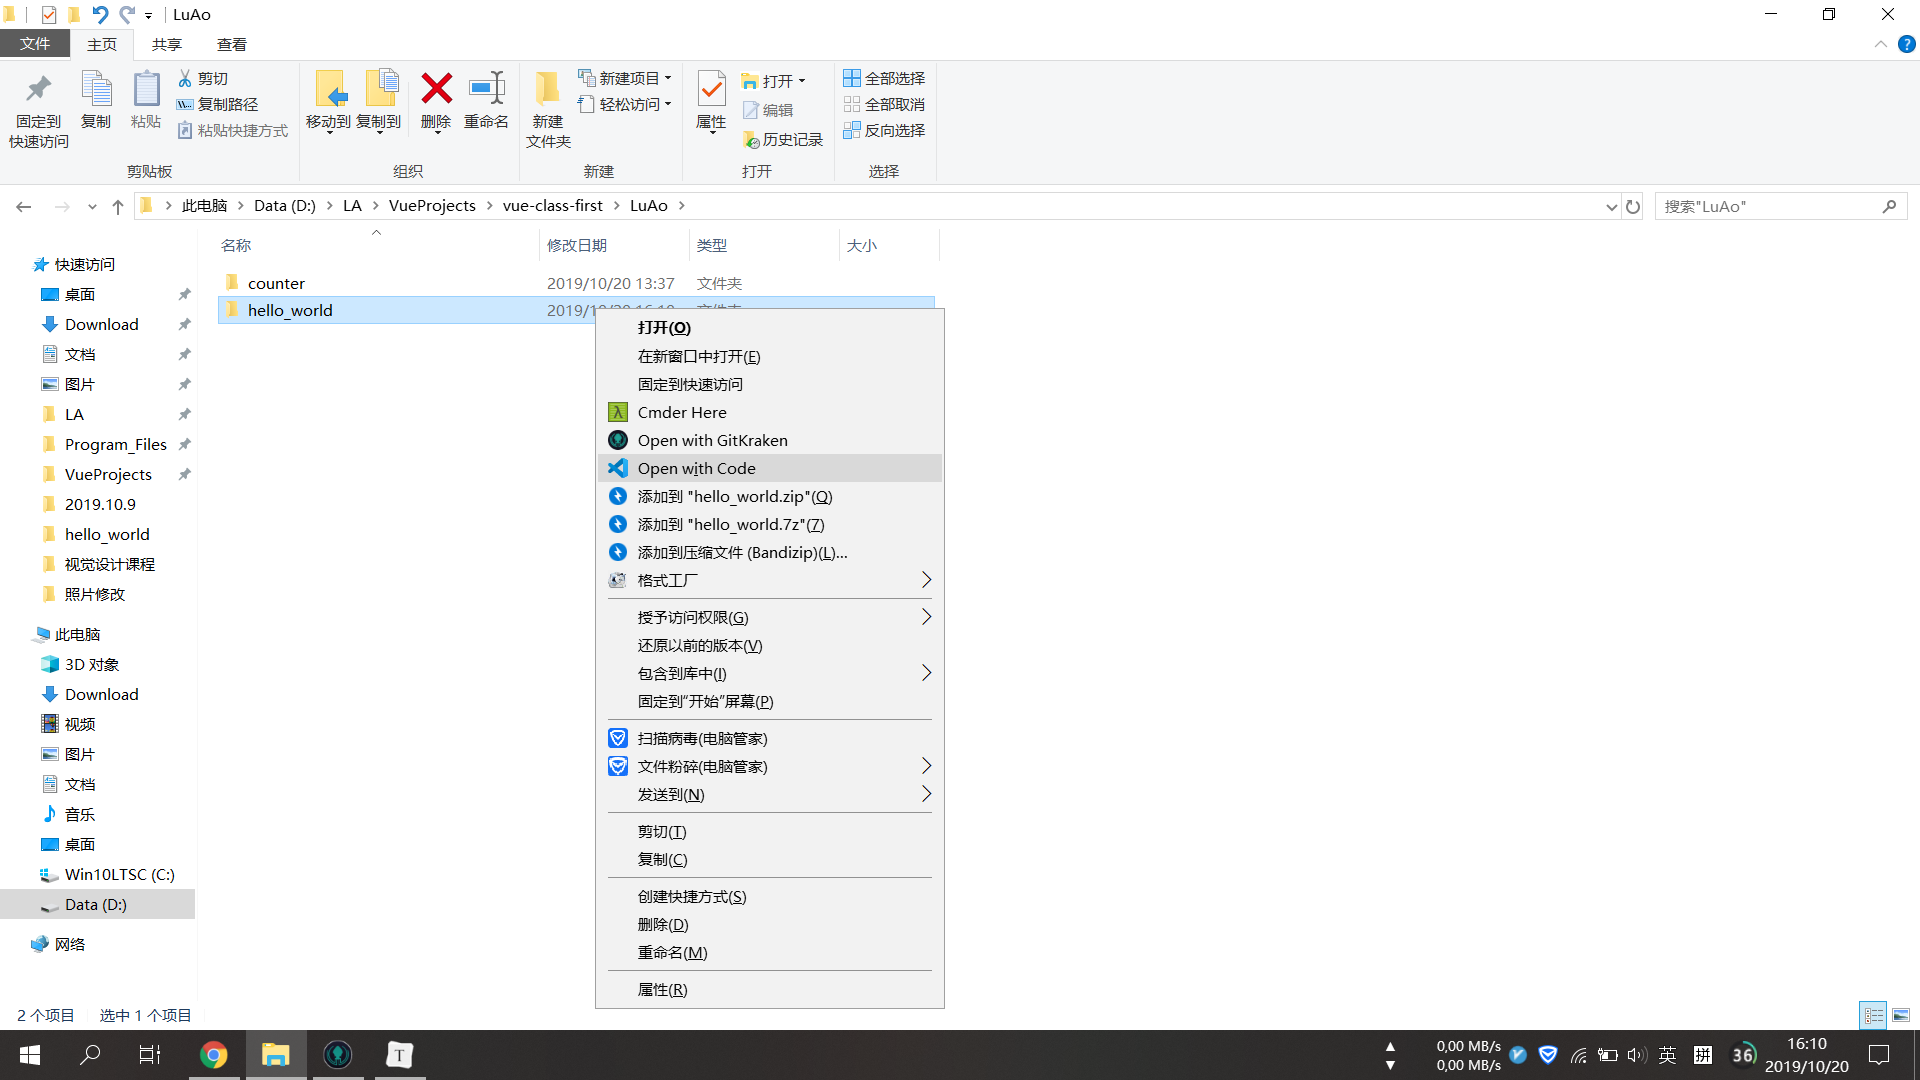 LuAo
文件
主页
共享
查看
固定到
快速访问
复制
粘贴
剪切
复制路径
粘贴快捷方式
剪贴板
移动到
复制到
删除
重命名
组织
新建
文件夹
新建项目
轻松访问
新建
属性
打开
编辑
历史记录
打开
全部选择
全部取消
反向选择
选择
此电脑 > Data (D:) > LA > VueProjects > vue-class-first > LuAo >
搜索"LuAo"
名称 修改日期 类型 大小
counter 2019/10/20 13:37 文件夹
hello_world
快速访问
桌面
Download
文档
图片
LA
Program_Files
VueProjects
2019.10.9
hello_world
视觉设计课程
照片修改
此电脑
3D 对象
Download
视频
图片
文档
音乐
桌面
Win10LTSC (C:)
Data (D:)
网络
打开(O)
在新窗口中打开(E)
固定到快速访问
Cmder Here
Open with GitKraken
Open with Code
添加到 "hello_world.zip"(Q)
添加到 "hello_world.7z"(7)
添加到压缩文件 (Bandizip)(L)...
格式工厂
授予访问权限(G)
还原以前的版本(V)
包含到库中(I)
固定到“开始”屏幕(P)
扫描病毒(电脑管家)
文件粉碎(电脑管家)
发送到(N)
剪切(T)
复制(C)
创建快捷方式(S)
删除(D)
重命名(M)
属性(R)
2 个项目 选中 1 个项目
T
0,00 MB/s
0,00 MB/s
英
拼
36
16:10
2019/10/20